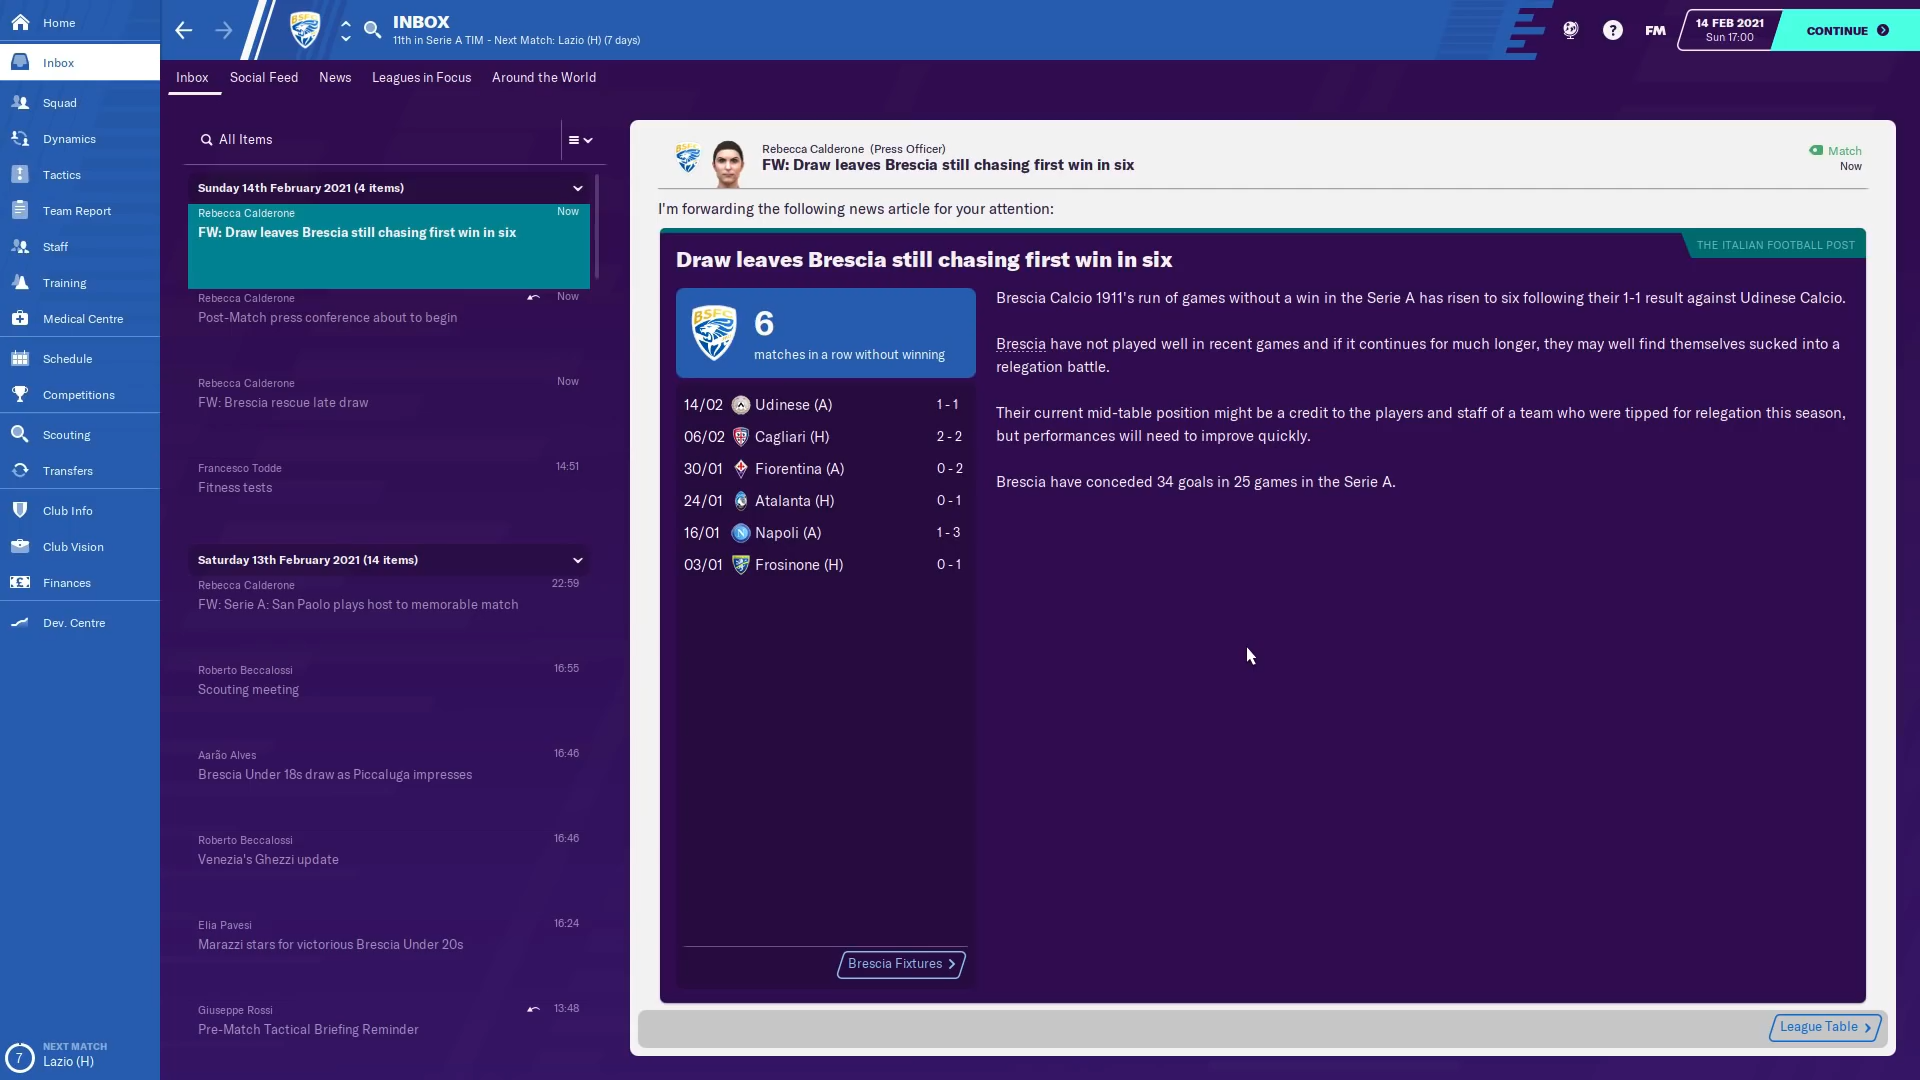 Home
Inbox
Squad
Dynamics
Tactics
Team Report
Staff
Training
Medical Centre
Schedule
Competitions
Scouting
Transfers
Club Info
Club Vision
Finances
Dev. Centre
7
NEXT MATCH
Lazio (H)
BSFC
INBOX
11th in Serie A TIM - Next Match: Lazio (H) (7 days)
?
FM
14 FEB 2021
Sun 17:00
CONTINUE
Inbox
Social Feed
News
Leagues in Focus
Around the World
All Items
Sunday 14th February 2021 (4 items)
Rebecca Calderone
Now
FW: Draw leaves Brescia still chasing first win in six
Rebecca Calderone
Now
Post-Match press conference about to begin
Rebecca Calderone
Now
FW: Brescia rescue late draw
Francesco Todde
14:51
Fitness tests
Saturday 13th February 2021 (14 items)
Rebecca Calderone
22:59
FW: Serie A: San Paolo plays host to memorable match
Roberto Beccalossi
16:55
Scouting meeting
Aarão Alves
16:46
Brescia Under 18s draw as Piccaluga impresses
Roberto Beccalossi
16:46
Venezia's Ghezzi update
Elia Pavesi
16:24
Marazzi stars for victorious Brescia Under 20s
Giuseppe Rossi
13:48
Pre-Match Tactical Briefing Reminder
BSFC
Rebecca Calderone (Press Officer)
FW: Draw leaves Brescia still chasing first win in six
Match
Now
I'm forwarding the following news article for your attention:
THE ITALIAN FOOTBALL POST
Draw leaves Brescia still chasing first win in six
BSFC
6
matches in a row without winning
14/02 Udinese (A) 1 - 1
06/02 Cagliari (H) 2 - 2
30/01 Fiorentina (A) 0 - 2
24/01 Atalanta (H) 0 - 1
16/01 Napoli (A) 1 - 3
03/01 Frosinone (H) 0 - 1
Brescia Fixtures
Brescia Calcio 1911's run of games without a win in the Serie A has risen to six following their 1-1 result against Udinese Calcio.
Brescia have not played well in recent games and if it continues for much longer, they may well find themselves sucked into a
relegation battle.
Their current mid-table position might be a credit to the players and staff of a team who were tipped for relegation this season,
but performances will need to improve quickly.
Brescia have conceded 34 goals in 25 games in the Serie A.
League Table